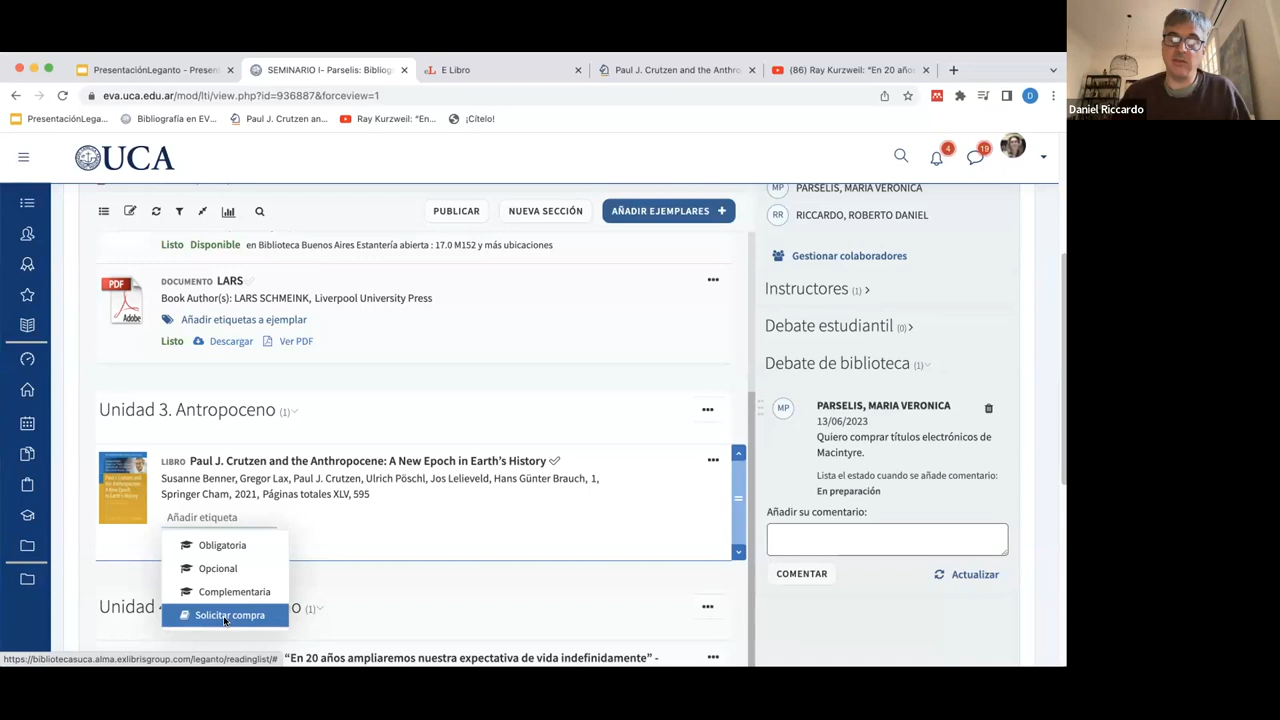 PresentaciónLeganto - Present
SEMINARIO I- Parselis: Bibliog
E Libro
Paul J. Crutzen and the Anthro
(86) Ray Kurzweil: "En 20 años
eva.uca.edu.ar/mod/lti/view.php?id=936887&forceview=1
D
PresentaciónLega...
Bibliografía en EV...
Paul J. Crutzen an...
Ray Kurzweil: "En...
¡Cítelo!
Daniel Riccardo
UCA
4
19
PUBLICAR
NUEVA SECCIÓN
AÑADIR EJEMPLARES +
Listo Disponible en Biblioteca Buenos Aires Estantería abierta : 17.0 M152 y más ubicaciones
PDF
Adobe
DOCUMENTO LARS
Book Author(s): LARS SCHMEINK, Liverpool University Press
Añadir etiquetas a ejemplar
Listo Descargar Ver PDF
Unidad 3. Antropoceno (1)
LIBRO Paul J. Crutzen and the Anthropocene: A New Epoch in Earth's History
Susanne Benner, Gregor Lax, Paul J. Crutzen, Ulrich Pöschl, Jos Lelieveld, Hans Günter Brauch, 1,
Springer Cham, 2021, Páginas totales XLV, 595
Añadir etiqueta
Obligatoria
Opcional
Complementaria
Solicitar compra
Unidad
o (1)
"En 20 años ampliaremos nuestra expectativa de vida indefinidamente" -
https://bibliotecasuca.alma.exlibrisgroup.com/leganto/readinglist/#
MP PARSELIS, MARIA VERONICA
RR RICCARDO, ROBERTO DANIEL
Gestionar colaboradores
Instructores (1)
Debate estudiantil (0)
Debate de biblioteca (1)
MP PARSELIS, MARIA VERONICA
13/06/2023
Quiero comprar títulos electrónicos de
Macintyre.
Lista el estado cuando se añade comentario:
En preparación
Añadir su comentario:
COMENTAR
Actualizar